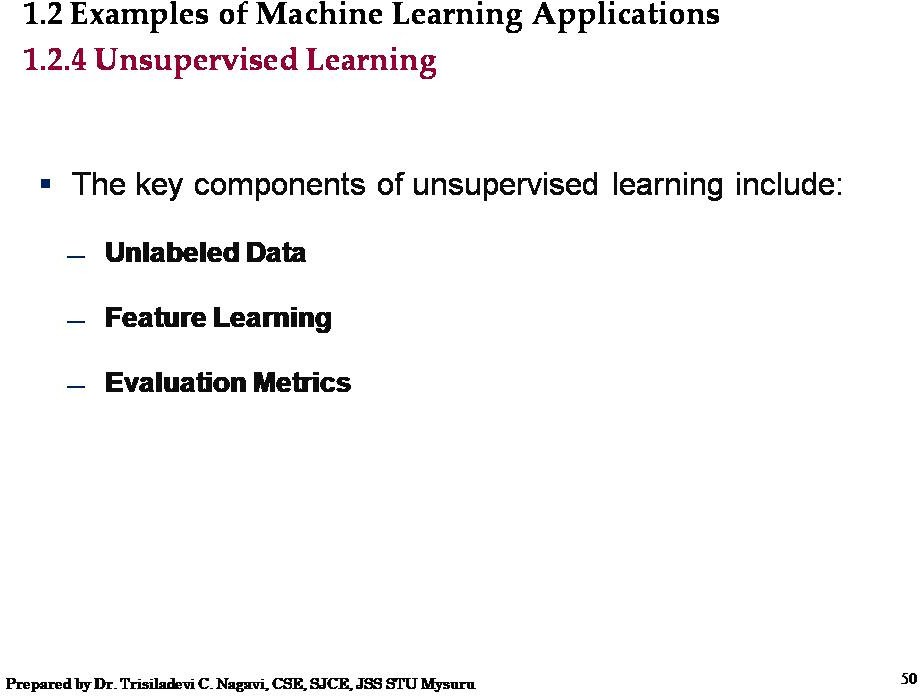 1.2 Examples of Machine Learning Applications
1.2.4 Unsupervised Learning
▪ The key components of unsupervised learning include:
— Unlabeled Data
— Feature Learning
— Evaluation Metrics
Prepared by Dr. Trisiladevi C. Nagavi, CSE, SJCE, JSS STU Mysuru
50